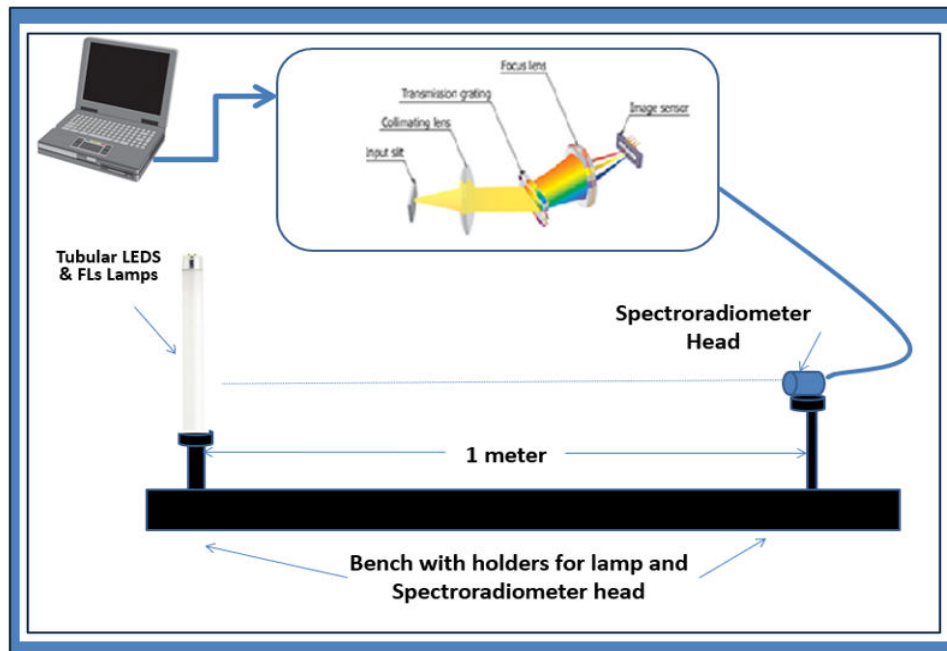 Focus lens
Transmission grating
Image sensor
Collimating lens
Input slit
Tubular LEDS
& FLs Lamps
Spectroradiometer
Head
1 meter
Bench with holders for lamp and
Spectroradiometer head